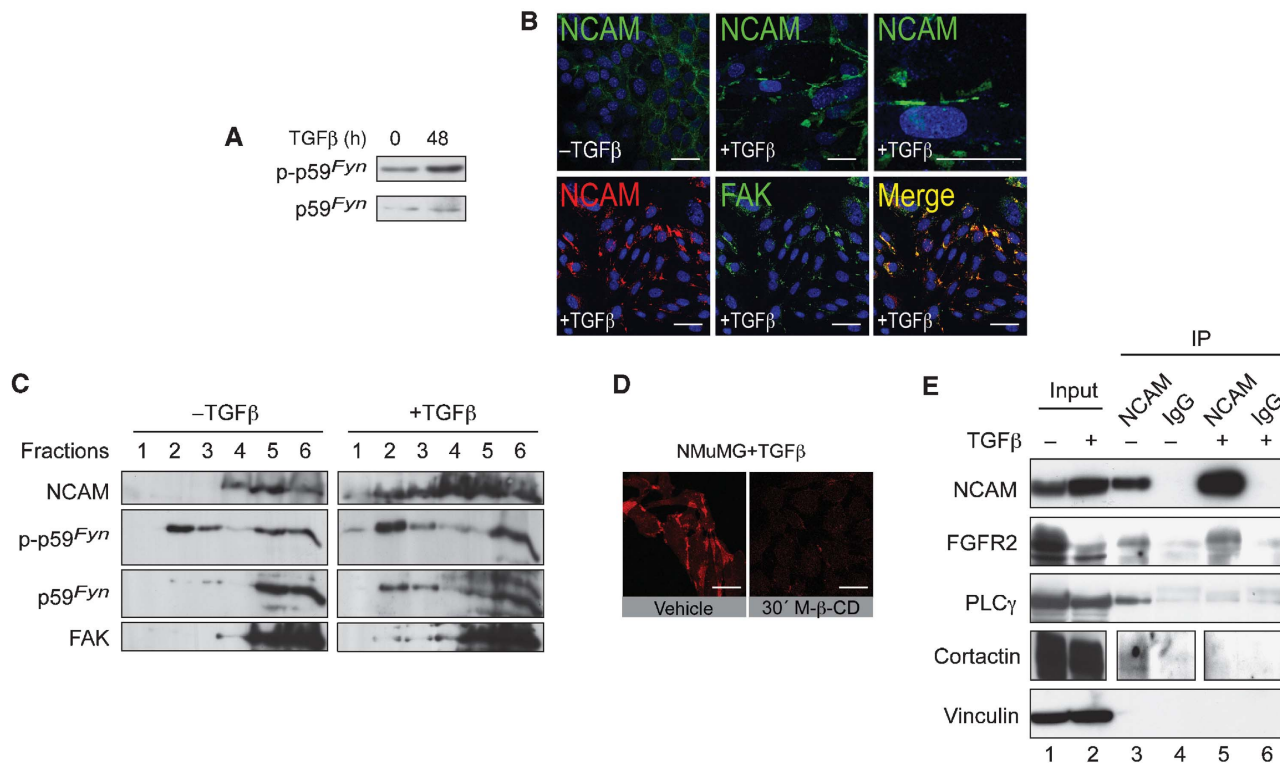 A
TGFβ (h) 0 48
p-p59Fyn
p59Fyn
B
NCAM NCAM NCAM
–TGFβ +TGFβ +TGFβ
NCAM FAK Merge
+TGFβ +TGFβ +TGFβ
C
–TGFβ +TGFβ
Fractions 1 2 3 4 5 6 1 2 3 4 5 6
NCAM
p-p59Fyn
p59Fyn
FAK
D
NMuMG+TGFβ
Vehicle 30´ M-β-CD
E
IP
Input NCAM IgG NCAM IgG
TGFβ – + – – + +
NCAM
FGFR2
PLCγ
Cortactin
Vinculin
1 2 3 4 5 6